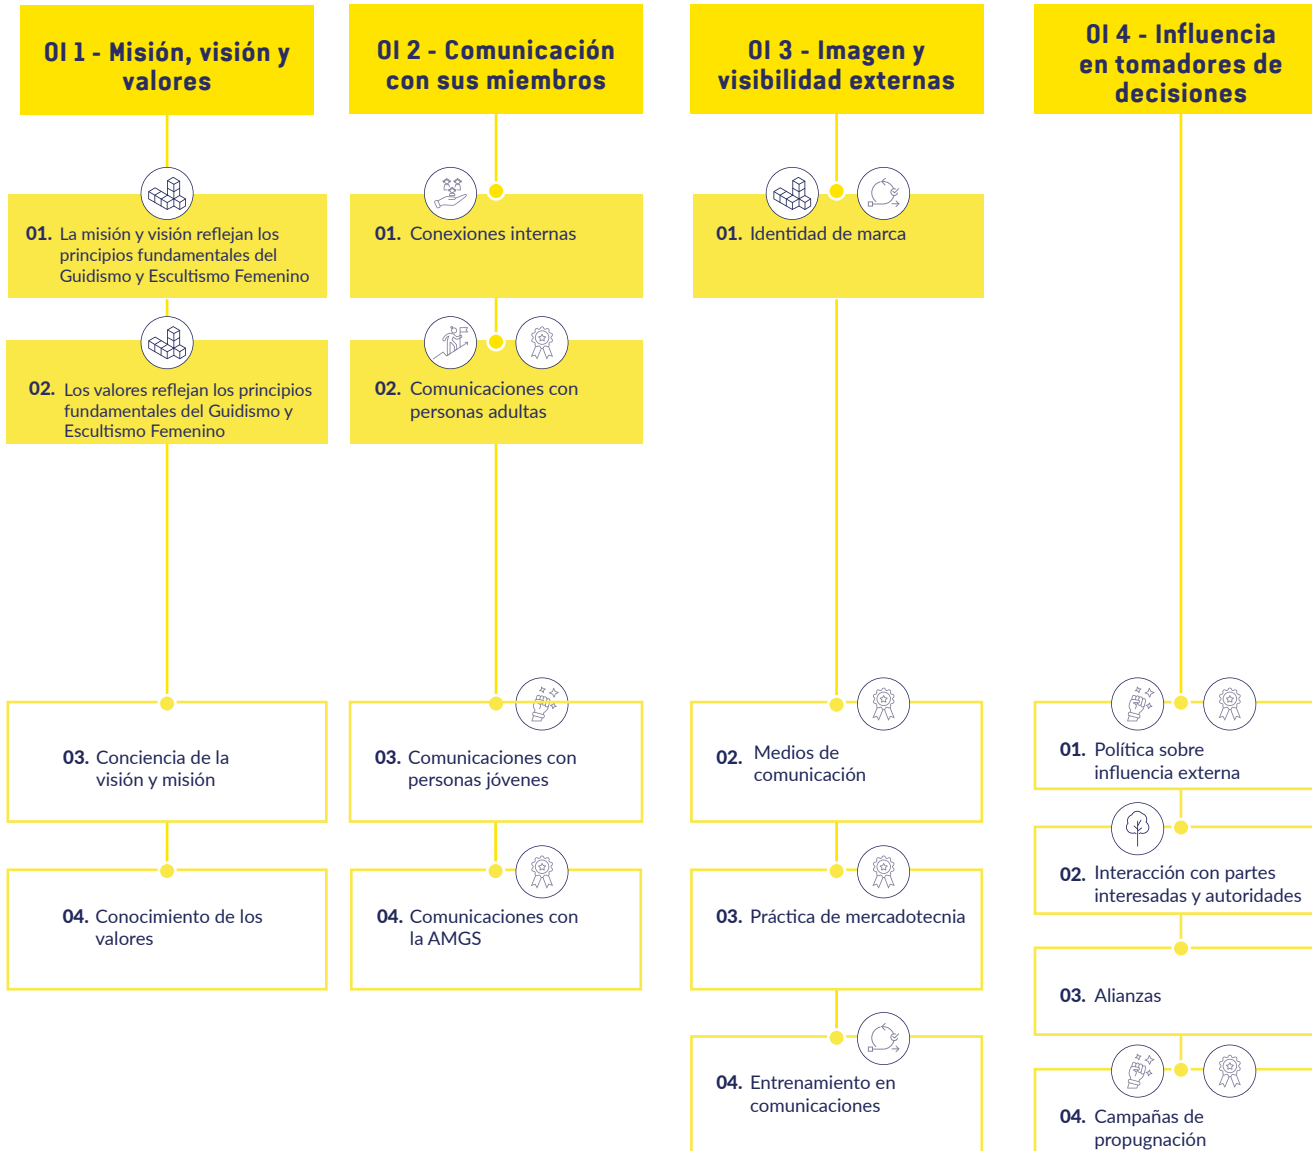 OI 1 - Misión, visión y
valores
01. La misión y visión reflejan los
principios fundamentales del
Guidismo y Escultismo Femenino
02. Los valores reflejan los principios
fundamentales del Guidismo y
Escultismo Femenino
03. Conciencia de la
visión y misión
04. Conocimiento de los
valores
OI 2 - Comunicación
con sus miembros
01. Conexiones internas
02. Comunicaciones con
personas adultas
03. Comunicaciones con
personas jóvenes
04. Comunicaciones con
la AMGS
OI 3 - Imagen y
visibilidad externas
01. Identidad de marca
02. Medios de
comunicación
03. Práctica de mercadotecnia
04. Entrenamiento en
comunicaciones
OI 4 - Influencia
en tomadores de
decisiones
01. Política sobre
influencia externa
02. Interacción con partes
interesadas y autoridades
03. Alianzas
04. Campañas de
propugnación